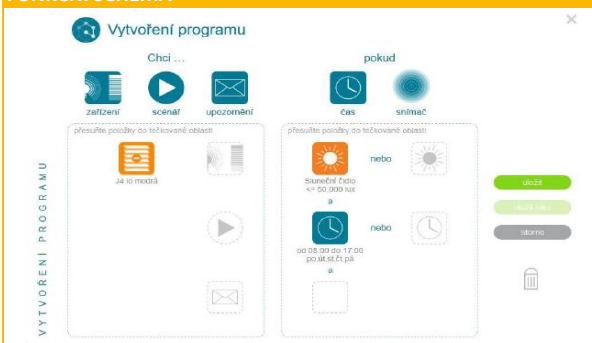 Vytvoření programu
Chci ...
pokud
zařízení
scénář
upozornění
čas
snímač
přesuňte položky do tečkované oblasti
přesuňte položky do tečkované oblasti
J4 lo modrá
Sluneční čidlo
<= 50,000 lux
nebo
a
od 08:00 do 17:00
po,út,st,čt,pá
nebo
a
uložit
storno
VYTVOŘENÍ PROGRAMU